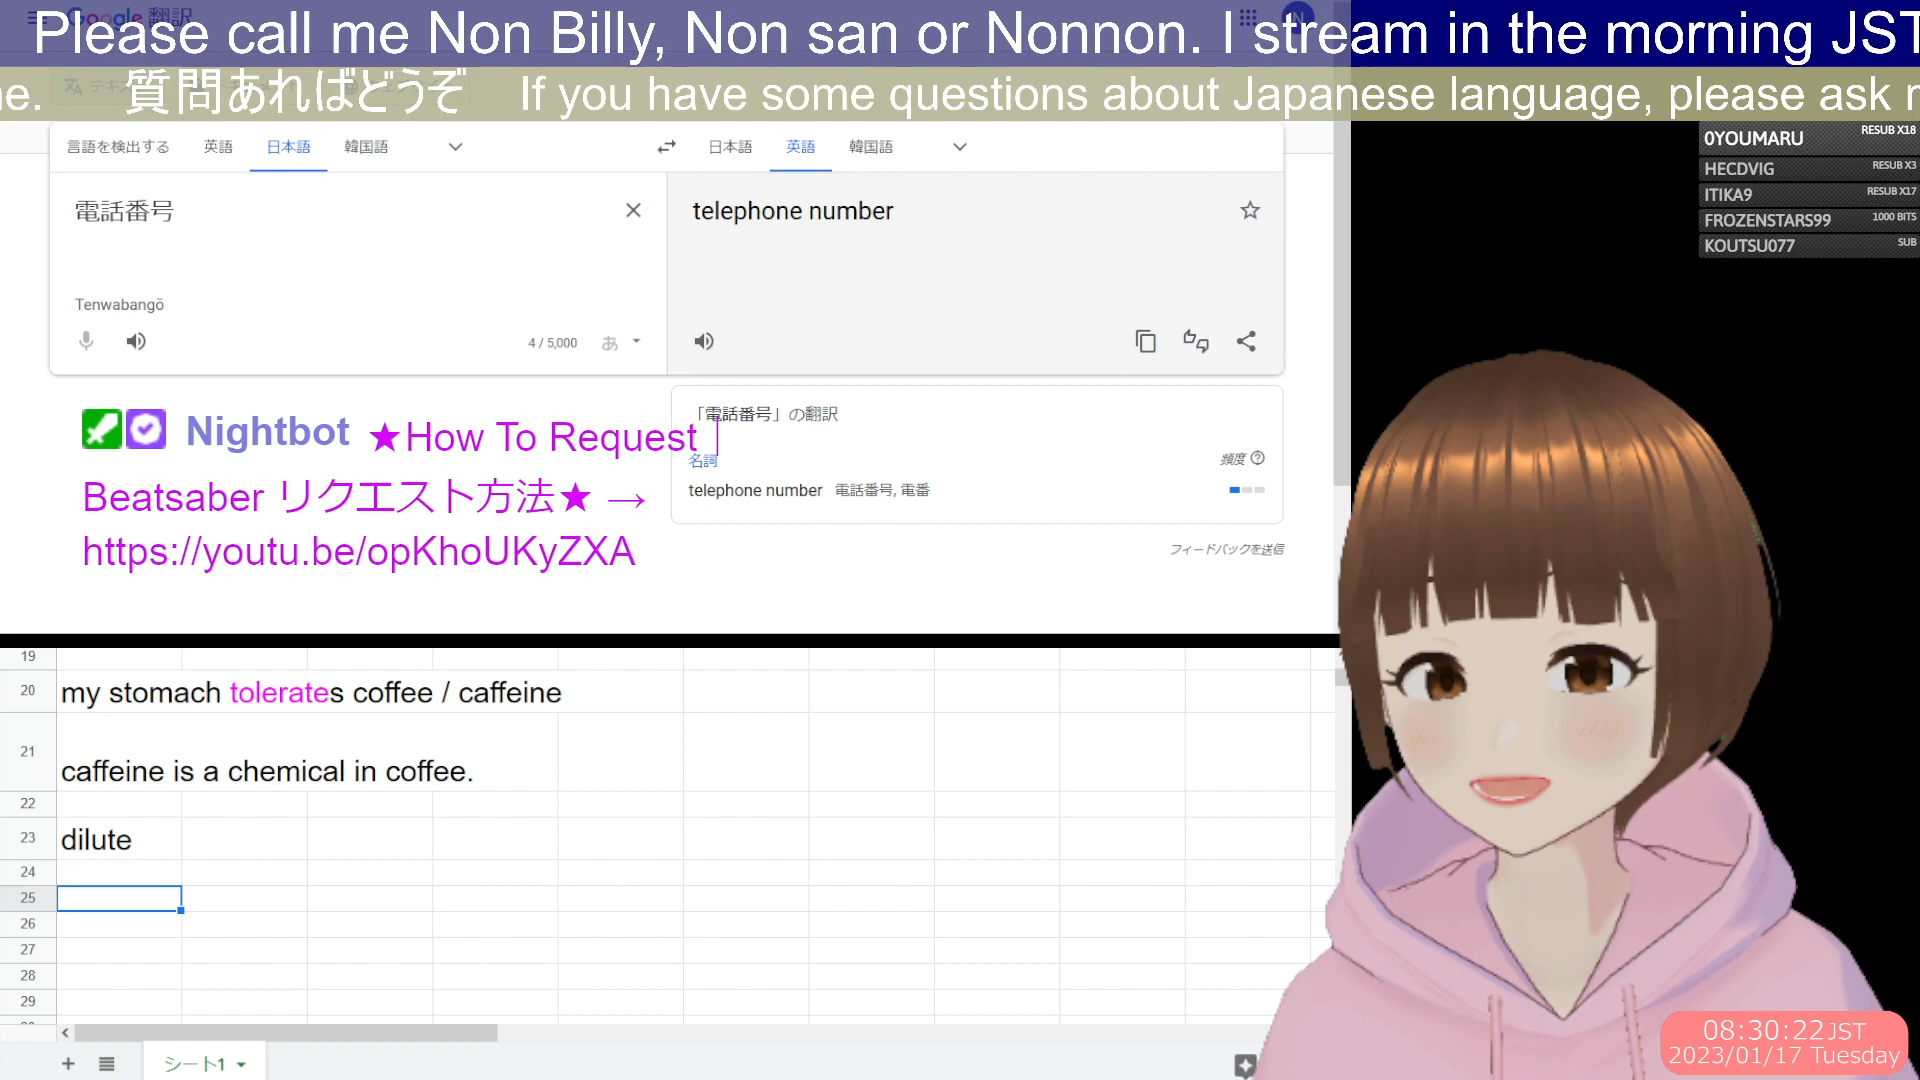 Google 翻訳
Please call me Non Billy, Non san or Nonnon. I stream in the morning JST
ne. 質問あればどうぞ If you have some questions about Japanese language, please ask
言語を検出する 英語 日本語 韓国語 日本語 英語 韓国語
電話番号
telephone number
Tenwabangō
4 / 5,000
あ
「電話番号」の翻訳
名詞
頻度
telephone number 電話番号, 電番
フィードバックを送信
Nightbot ★How To Request
Beatsaber リクエスト方法★ →
https://youtu.be/opKhoUKyZXA
0YOUMARU RESUB X18
HECDVIG RESUB X3
ITIKA9 RESUB X17
FROZENSTARS99 1000 BITS
KOUTSU077 SUB
19
20 my stomach tolerates coffee / caffeine
21 caffeine is a chemical in coffee.
22
23 dilute
24
25
26
27
28
29
シート1
08:30:22JST
2023/01/17 Tuesday